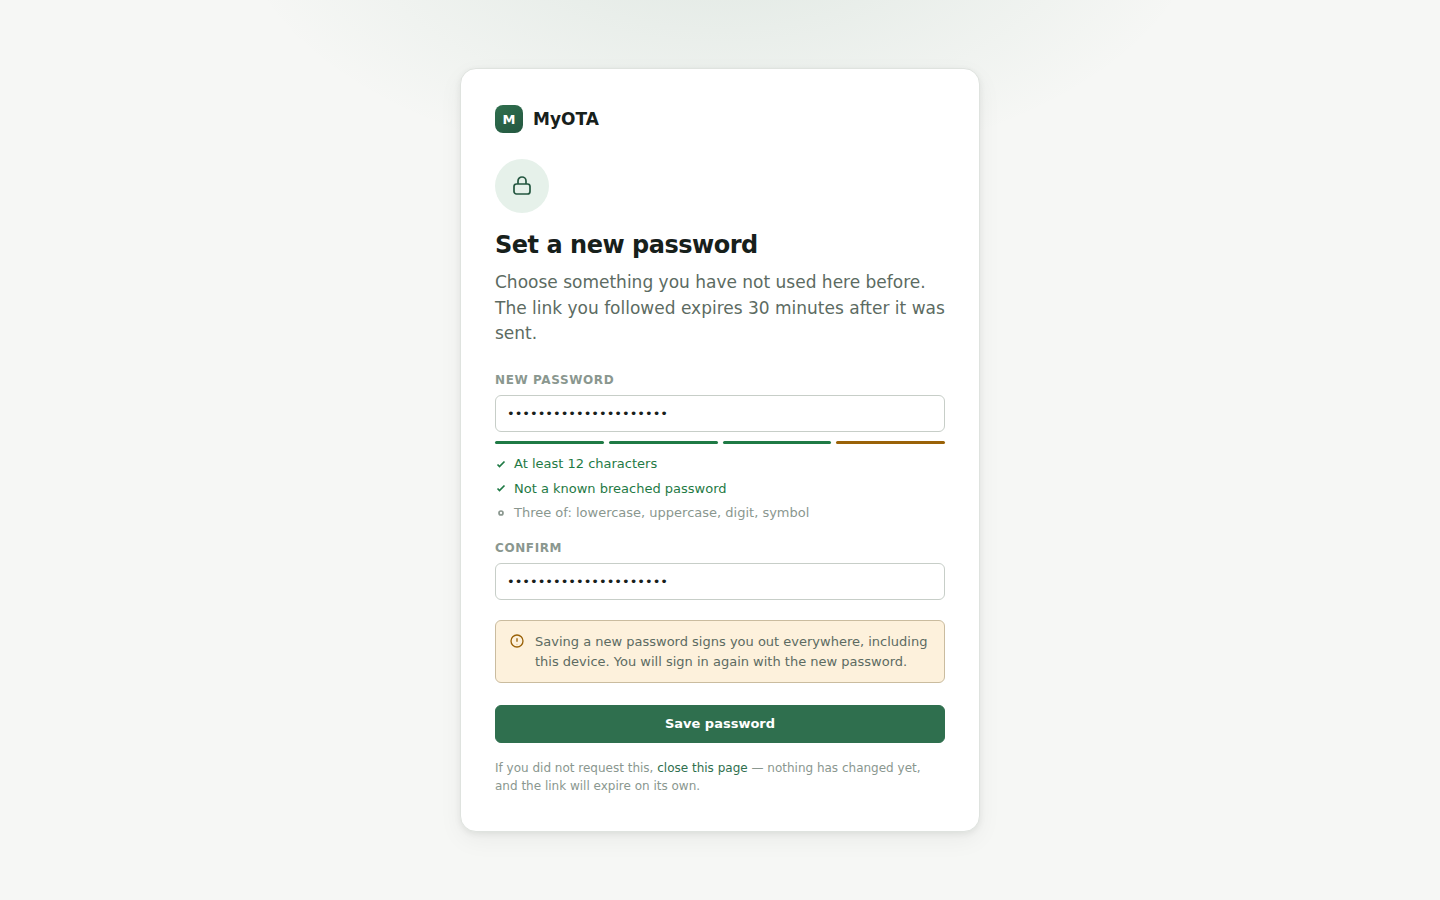 M MyOTA
Set a new password
Choose something you have not used here before.
The link you followed expires 30 minutes after it was
sent.
NEW PASSWORD
•••••••••••••••••••••
At least 12 characters
Not a known breached password
Three of: lowercase, uppercase, digit, symbol
CONFIRM
•••••••••••••••••••••
Saving a new password signs you out everywhere, including
this device. You will sign in again with the new password.
Save password
If you did not request this, close this page — nothing has changed yet,
and the link will expire on its own.